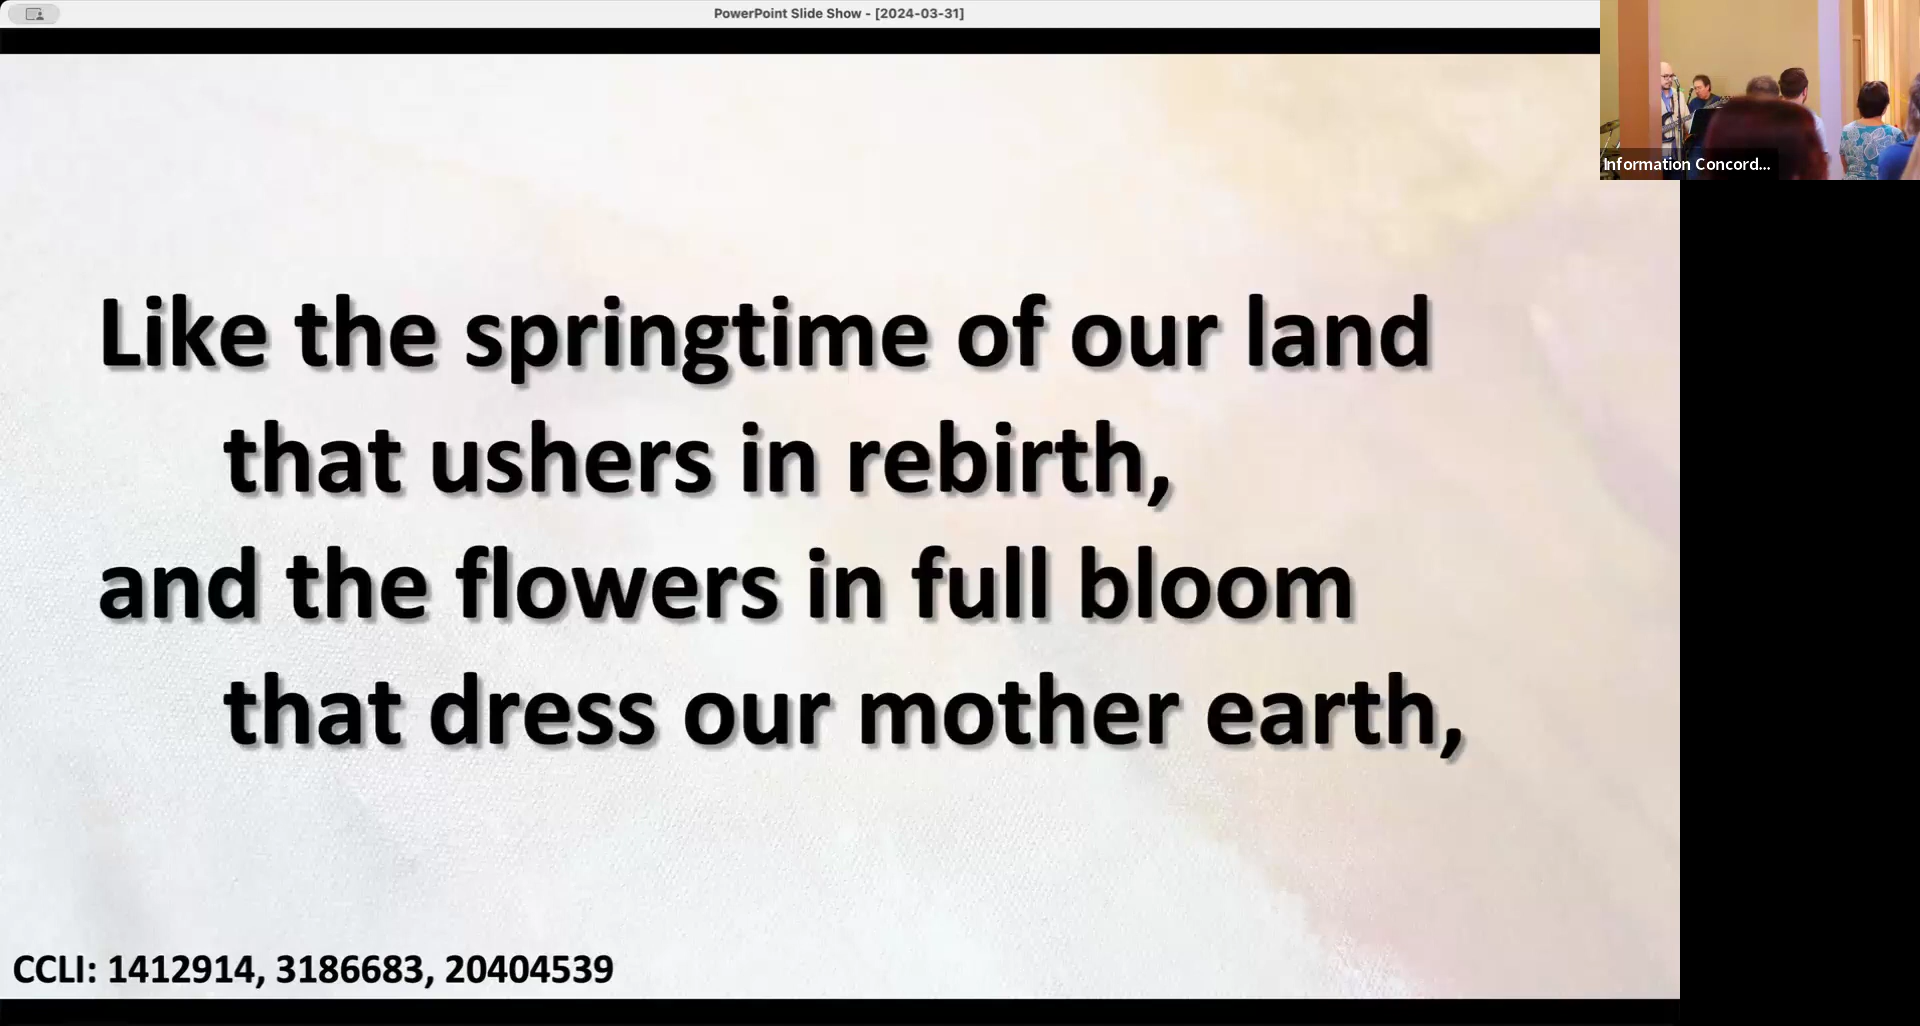 PowerPoint Slide Show - [2024-03-31]
Information Concord...
Like the springtime of our land
that ushers in rebirth,
and the flowers in full bloom
that dress our mother earth,
CCLI: 1412914, 3186683, 20404539